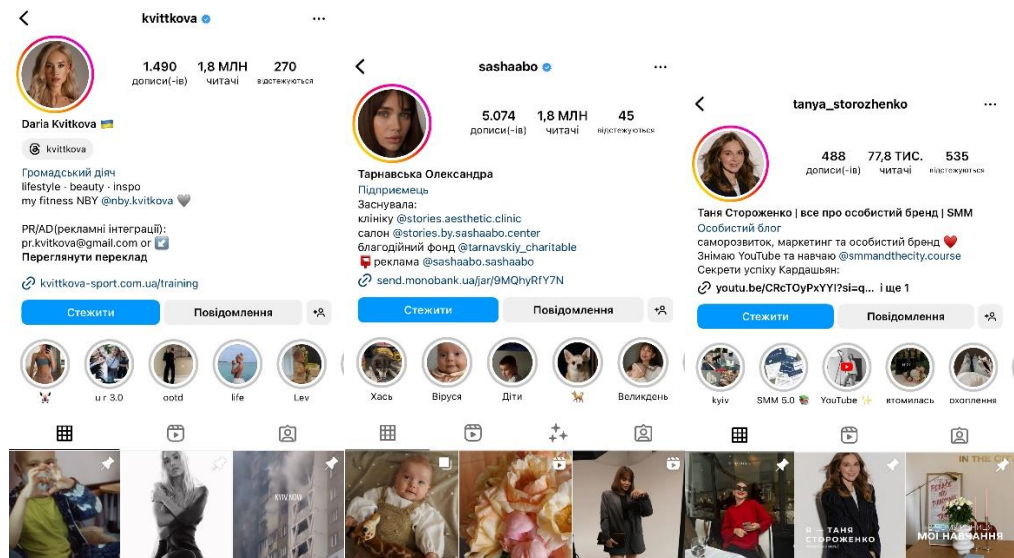 kvittkova
1.490 1,8 МЛН 270
дописи(-ів) читачі відстежуються
Daria Kvitkova 🇺🇦
kvittkova
Громадський діяч
lifestyle · beauty · inspo
my fitness NBY @nby.kvitkova 🩶
PR/AD(рекламні інтеграції):
pr.kvitkova@gmail.com or ↙️
Переглянути переклад
kvittkova-sport.com.ua/training
Стежити Повідомлення
u r 3.0 ootd life Lev
KYIV NOW
sashaabo
5.074 1,8 МЛН 45
дописи(-ів) читачі відстежуються
Тарнавська Олександра
Підприємець
Заснувала:
клініку @stories.aesthetic.clinic
салон @stories.by.sashaabo.center
благодійний фонд @tarnavskiy_charitable
📮 реклама @sashaabo.sashaabo
send.monobank.ua/jar/9MQhyRfY7N
Стежити Повідомлення
Хась Віруся Діти 🐕 Великдень
tanya_storozhenko
488 77,8 ТИС. 535
дописи(-ів) читачі відстежуються
Таня Стороженко | все про особистий бренд | SMM
Особистий блог
саморозвиток, маркетинг та особистий бренд ❤️
Знімаю YouTube та навчаю @smmandthe.city.course
Секрети успіху Кардашьян:
youtu.be/CRcTOyPxYYI?si=q... і ще 1
Стежити Повідомлення
kyiv SMM 5.0 📚 YouTube ✨ втомилась охоплення
Я — ТАНЯ
СТОРОЖЕНКО
IN THE CITY
МОЇ НАВЧАННЯ